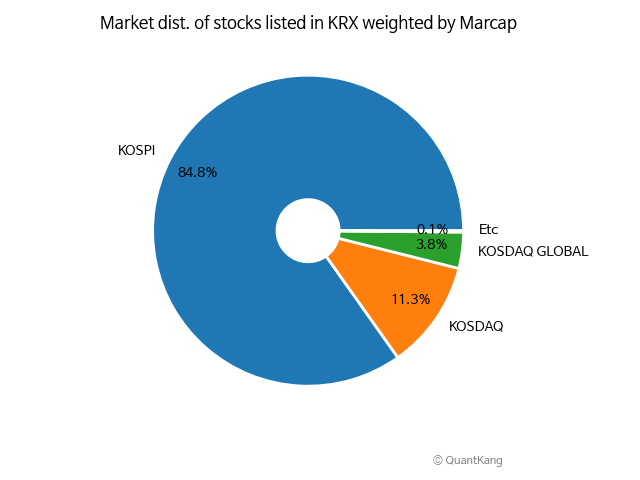 Market dist. of stocks listed in KRX weighted by Marcap
KOSPI
84.8%
0.1%
Etc
3.8%
KOSDAQ GLOBAL
11.3%
KOSDAQ
© QuantKang